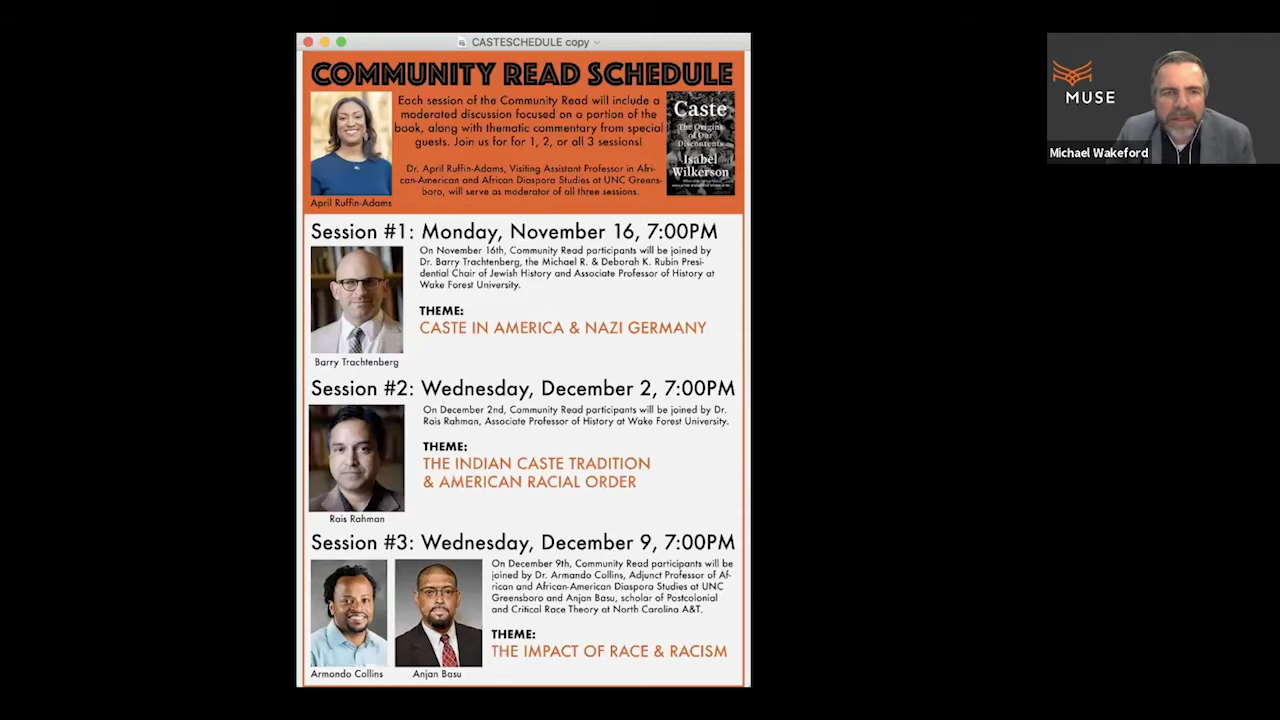 CASTESCHEDULE copy
COMMUNITY READ SCHEDULE
Each session of the Community Read will include a
moderated discussion focused on a portion of the
book, along with thematic commentary from special
guests. Join us for for 1, 2, or all 3 sessions!
Dr. April Ruffin-Adams, Visiting Assistant Professor in Afri-
can-American and African Diaspora Studies at UNC Greens-
boro, will serve as moderator of all three sessions.
April Ruffin-Adams
Caste
The Origins
of Our
Discontents
Isabel
Wilkerson
Session #1: Monday, November 16, 7:00PM
On November 16th, Community Read participants will be joined by
Dr. Barry Trachtenberg, the Michael R. & Deborah K. Rubin Presi-
dential Chair of Jewish History and Associate Professor of History at
Wake Forest University.
THEME:
CASTE IN AMERICA & NAZI GERMANY
Barry Trachtenberg
Session #2: Wednesday, December 2, 7:00PM
On December 2nd, Community Read participants will be joined by Dr.
Rais Rahman, Associate Professor of History at Wake Forest University.
THEME:
THE INDIAN CASTE TRADITION
& AMERICAN RACIAL ORDER
Rais Rahman
Session #3: Wednesday, December 9, 7:00PM
On December 9th, Community Read participants will be
joined by Dr. Armando Collins, Adjunct Professor of Af-
rican and African-American Diaspora Studies at UNC
Greensboro and Anjan Basu, scholar of Postcolonial
and Critical Race Theory at North Carolina A&T.
THEME:
THE IMPACT OF RACE & RACISM
Armondo Collins
Anjan Basu
MUSE
Michael Wakeford